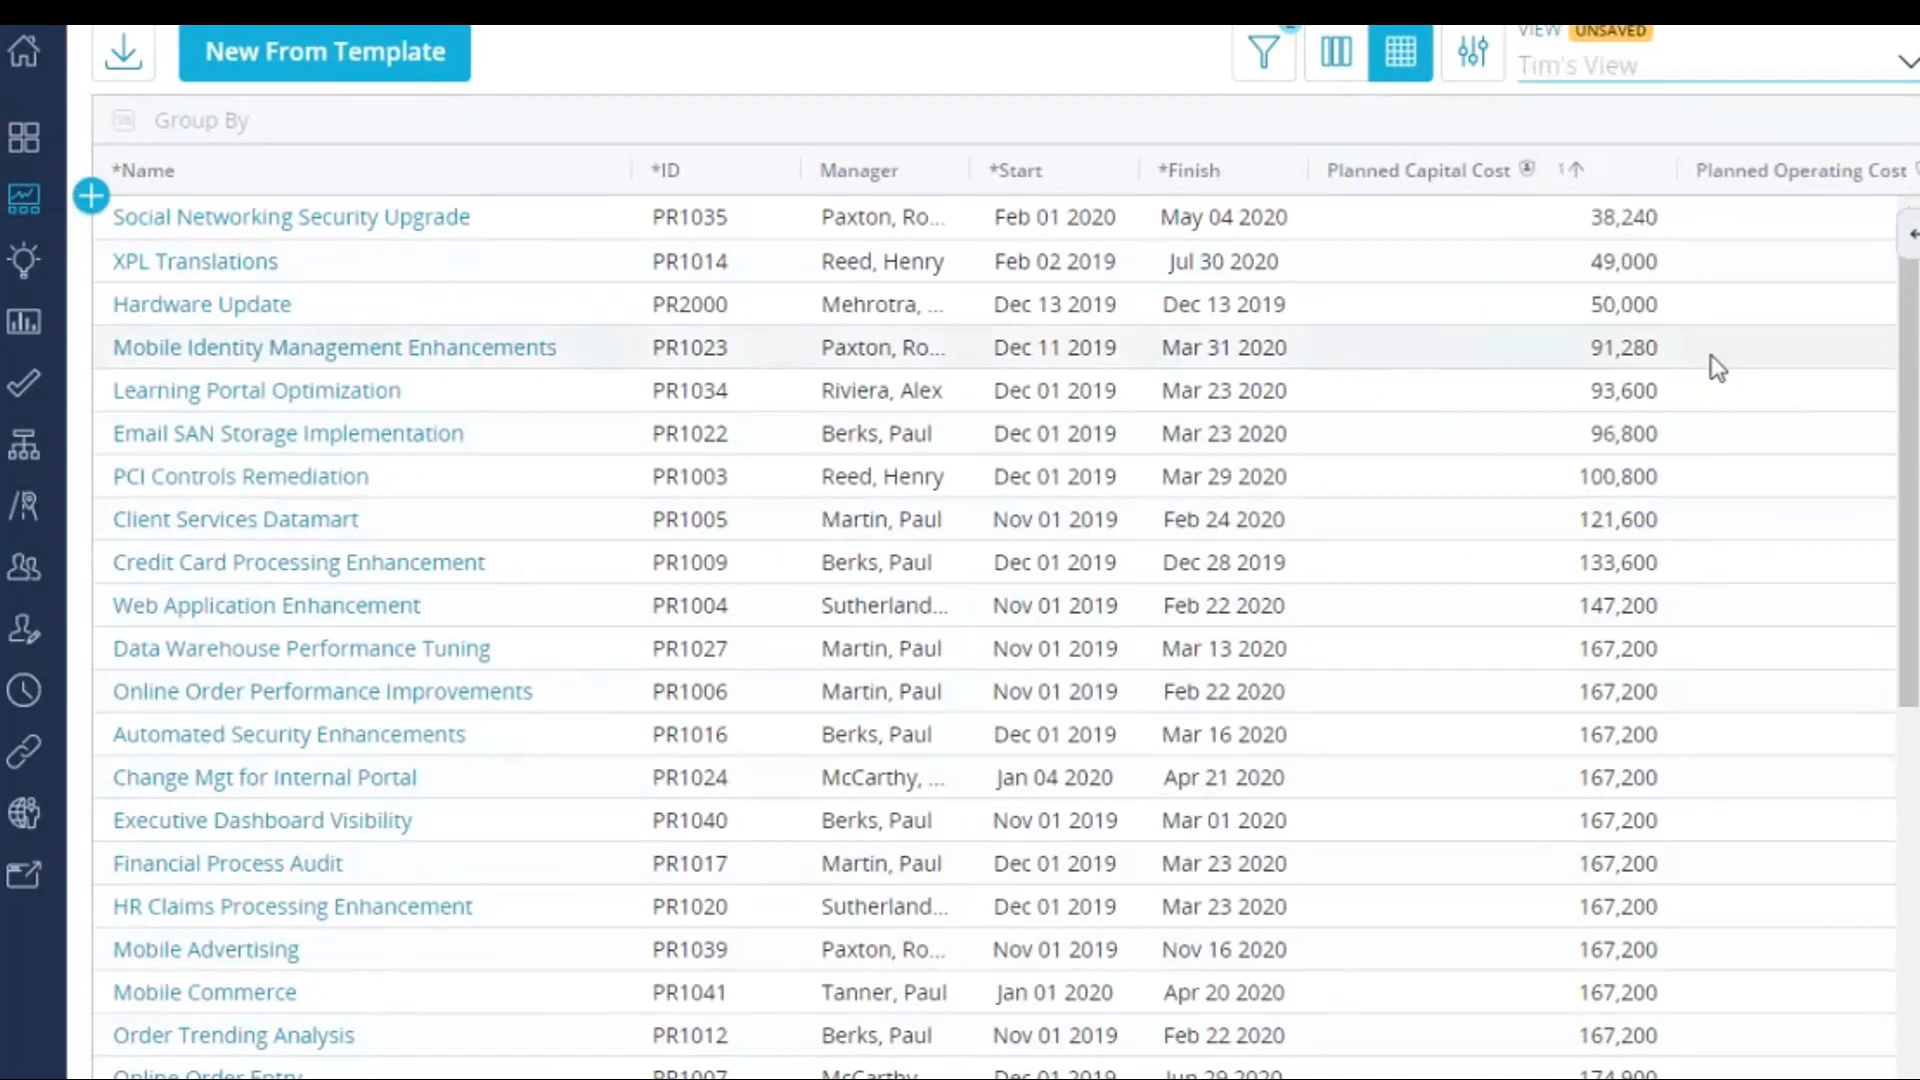 New From Template
VIEW UNSAVED
Tim's View
Group By
*Name *ID Manager *Start *Finish Planned Capital Cost 1 Planned Operating Cost
Social Networking Security Upgrade PR1035 Paxton, Ro... Feb 01 2020 May 04 2020 38,240
XPL Translations PR1014 Reed, Henry Feb 02 2019 Jul 30 2020 49,000
Hardware Update PR2000 Mehrotra, ... Dec 13 2019 Dec 13 2019 50,000
Mobile Identity Management Enhancements PR1023 Paxton, Ro... Dec 11 2019 Mar 31 2020 91,280
Learning Portal Optimization PR1034 Riviera, Alex Dec 01 2019 Mar 23 2020 93,600
Email SAN Storage Implementation PR1022 Berks, Paul Dec 01 2019 Mar 23 2020 96,800
PCI Controls Remediation PR1003 Reed, Henry Dec 01 2019 Mar 29 2020 100,800
Client Services Datamart PR1005 Martin, Paul Nov 01 2019 Feb 24 2020 121,600
Credit Card Processing Enhancement PR1009 Berks, Paul Dec 01 2019 Dec 28 2019 133,600
Web Application Enhancement PR1004 Sutherland... Nov 01 2019 Feb 22 2020 147,200
Data Warehouse Performance Tuning PR1027 Martin, Paul Nov 01 2019 Mar 13 2020 167,200
Online Order Performance Improvements PR1006 Martin, Paul Nov 01 2019 Feb 22 2020 167,200
Automated Security Enhancements PR1016 Berks, Paul Dec 01 2019 Mar 16 2020 167,200
Change Mgt for Internal Portal PR1024 McCarthy, ... Jan 04 2020 Apr 21 2020 167,200
Executive Dashboard Visibility PR1040 Berks, Paul Nov 01 2019 Mar 01 2020 167,200
Financial Process Audit PR1017 Martin, Paul Dec 01 2019 Mar 23 2020 167,200
HR Claims Processing Enhancement PR1020 Sutherland... Dec 01 2019 Mar 23 2020 167,200
Mobile Advertising PR1039 Paxton, Ro... Nov 01 2019 Nov 16 2020 167,200
Mobile Commerce PR1041 Tanner, Paul Jan 01 2020 Apr 20 2020 167,200
Order Trending Analysis PR1012 Berks, Paul Nov 01 2019 Feb 22 2020 167,200
Online Order Entry PR1007 McCarthy Dec 01 2019 Jun 29 2020 174,900